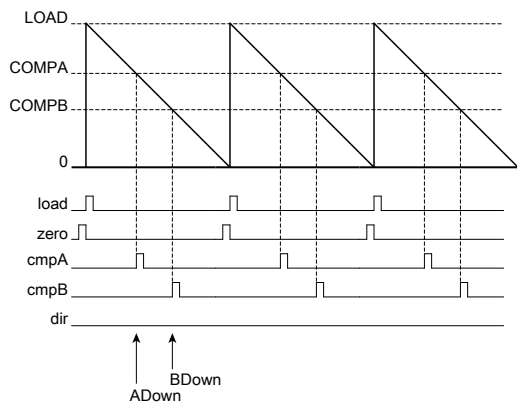 LOAD
COMPA
COMPB
0
load
zero
cmpA
cmpB
dir
BDown
ADown